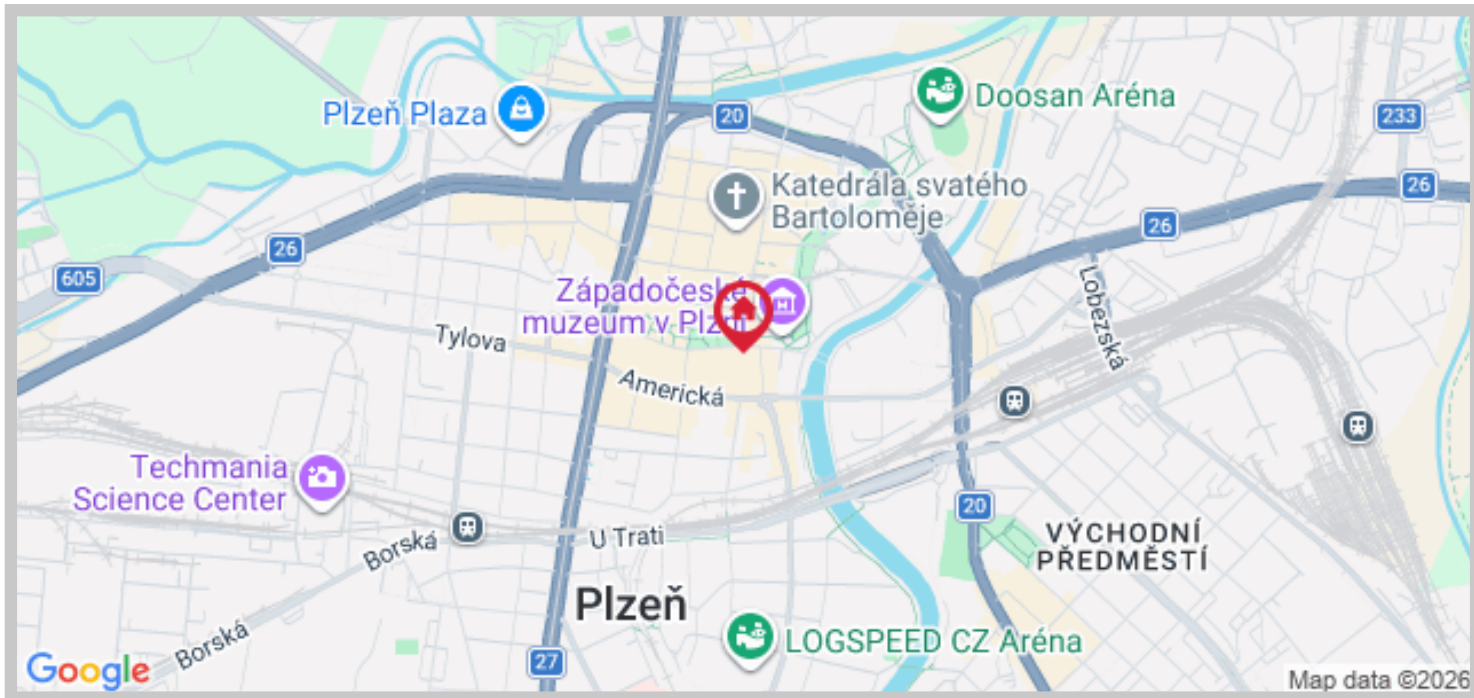 20
Doosan Aréna
Plzeň Plaza
233
Katedrála svatého
Bartoloměje
26
26
26
605
Západočeské
muzeum v Plzni
Lobezská
Tylova
Americká
Techmania
Science Center
20
Borská
U Trati
VÝCHODNÍ
PŘEDMĚSTÍ
Plzeň
LOGSPEED CZ Aréna
Borská
27
Google
Map data ©2026